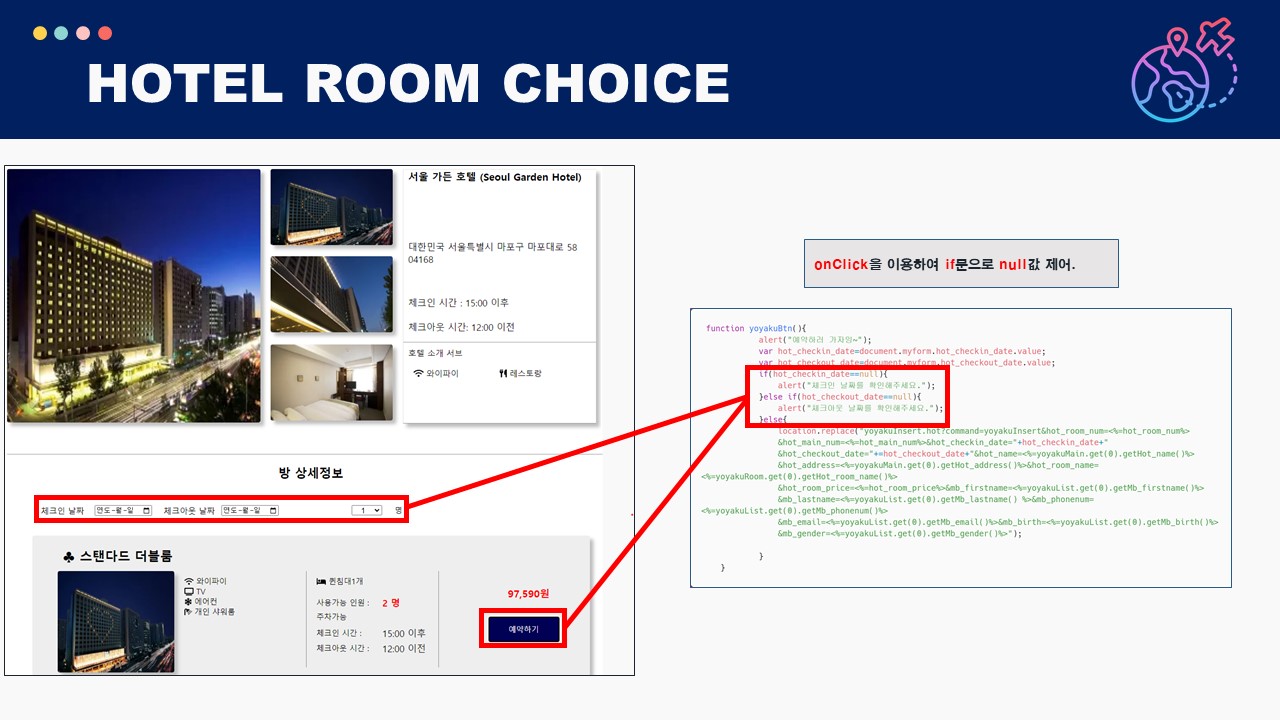 HOTEL ROOM CHOICE
서울 가든 호텔 (Seoul Garden Hotel)
대한민국 서울특별시 마포구 마포대로 58
04168
체크인 시간 : 15:00 이후
체크아웃 시간: 12:00 이전
호텔 소개 서브
와이파이 레스토랑
방 상세정보
체크인 날짜 연도-월-일 체크아웃 날짜 연도-월-일 1 명
스탠다드 더블룸
와이파이
TV
에어컨
개인 샤워룸
퀸침대1개
사용가능 인원 : 2 명
주차가능
체크인 시간 : 15:00 이후
체크아웃 시간 : 12:00 이전
97,590원
예약하기
onClick을 이용하여 if문으로 null값 제어.
function yoyakuBtn(){
alert("예약하러 가자잉~");
var hot_checkin_date=document.myform.hot_checkin_date.value;
var hot_checkout_date=document.myform.hot_checkout_date.value;
if(hot_checkin_date==null){
alert("체크인 날짜를 확인해주세요.");
}else if(hot_checkout_date==null){
alert("체크아웃 날짜를 확인해주세요.");
}else{
location.replace("yoyakuInsert.hot?command=yoyakuInsert&hot_room_num=<%=hot_room_num%>
&hot_main_num=<%=hot_main_num%>&hot_checkin_date="+hot_checkin_date+"
&hot_checkout_date="+hot_checkout_date+"&hot_name=<%=yoyakuMain.get(0).getHot_name()%>
&hot_address=<%=yoyakuMain.get(0).getHot_address()%>&hot_room_name=
<%=yoyakuRoom.get(0).getHot_room_name()%>
&hot_room_price=<%=hot_room_price%>&mb_firstname=<%=yoyakuList.get(0).getMb_firstname()%>
&mb_lastname=<%=yoyakuList.get(0).getMb_lastname() %>&mb_phonenum=
<%=yoyakuList.get(0).getMb_phonenum()%>
&mb_email=<%=yoyakuList.get(0).getMb_email()%>&mb_birth=<%=yoyakuList.get(0).getMb_birth()%>
&mb_gender=<%=yoyakuList.get(0).getMb_gender()%>");
}
}